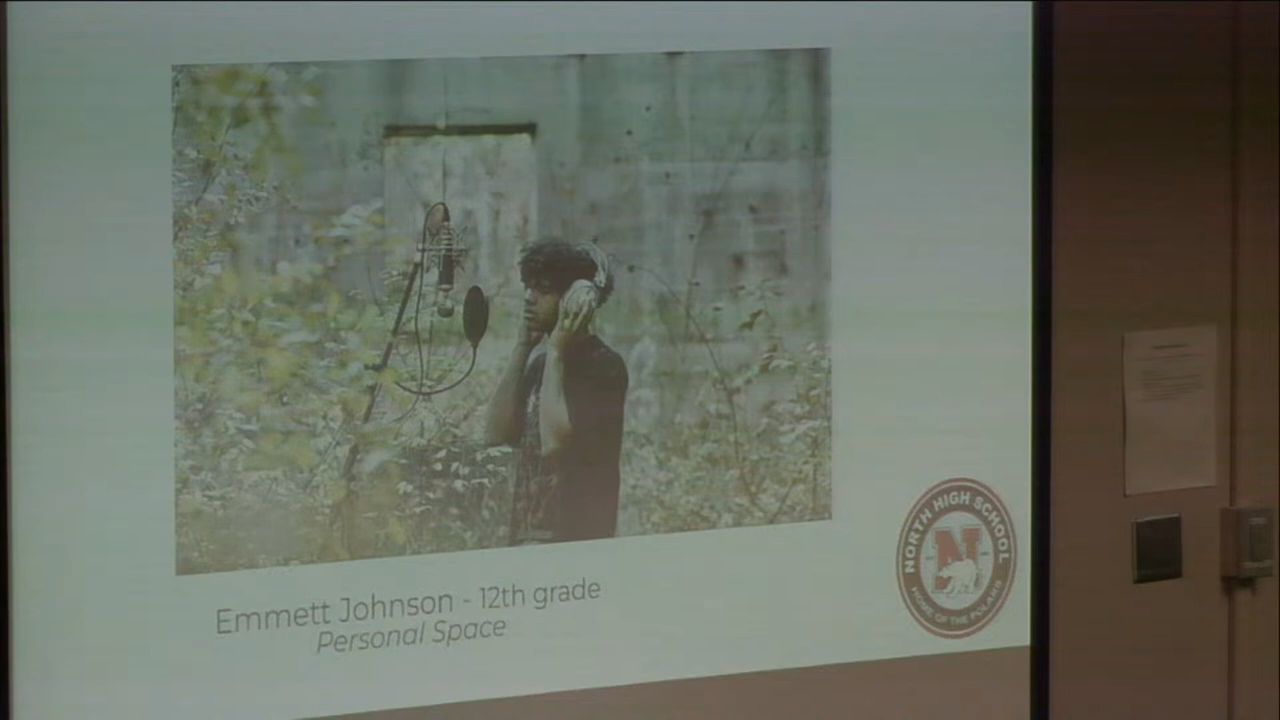 Emmett Johnson - 12th grade
Personal Space
NORTH HIGH SCHOOL
N
HOME OF THE POLARS